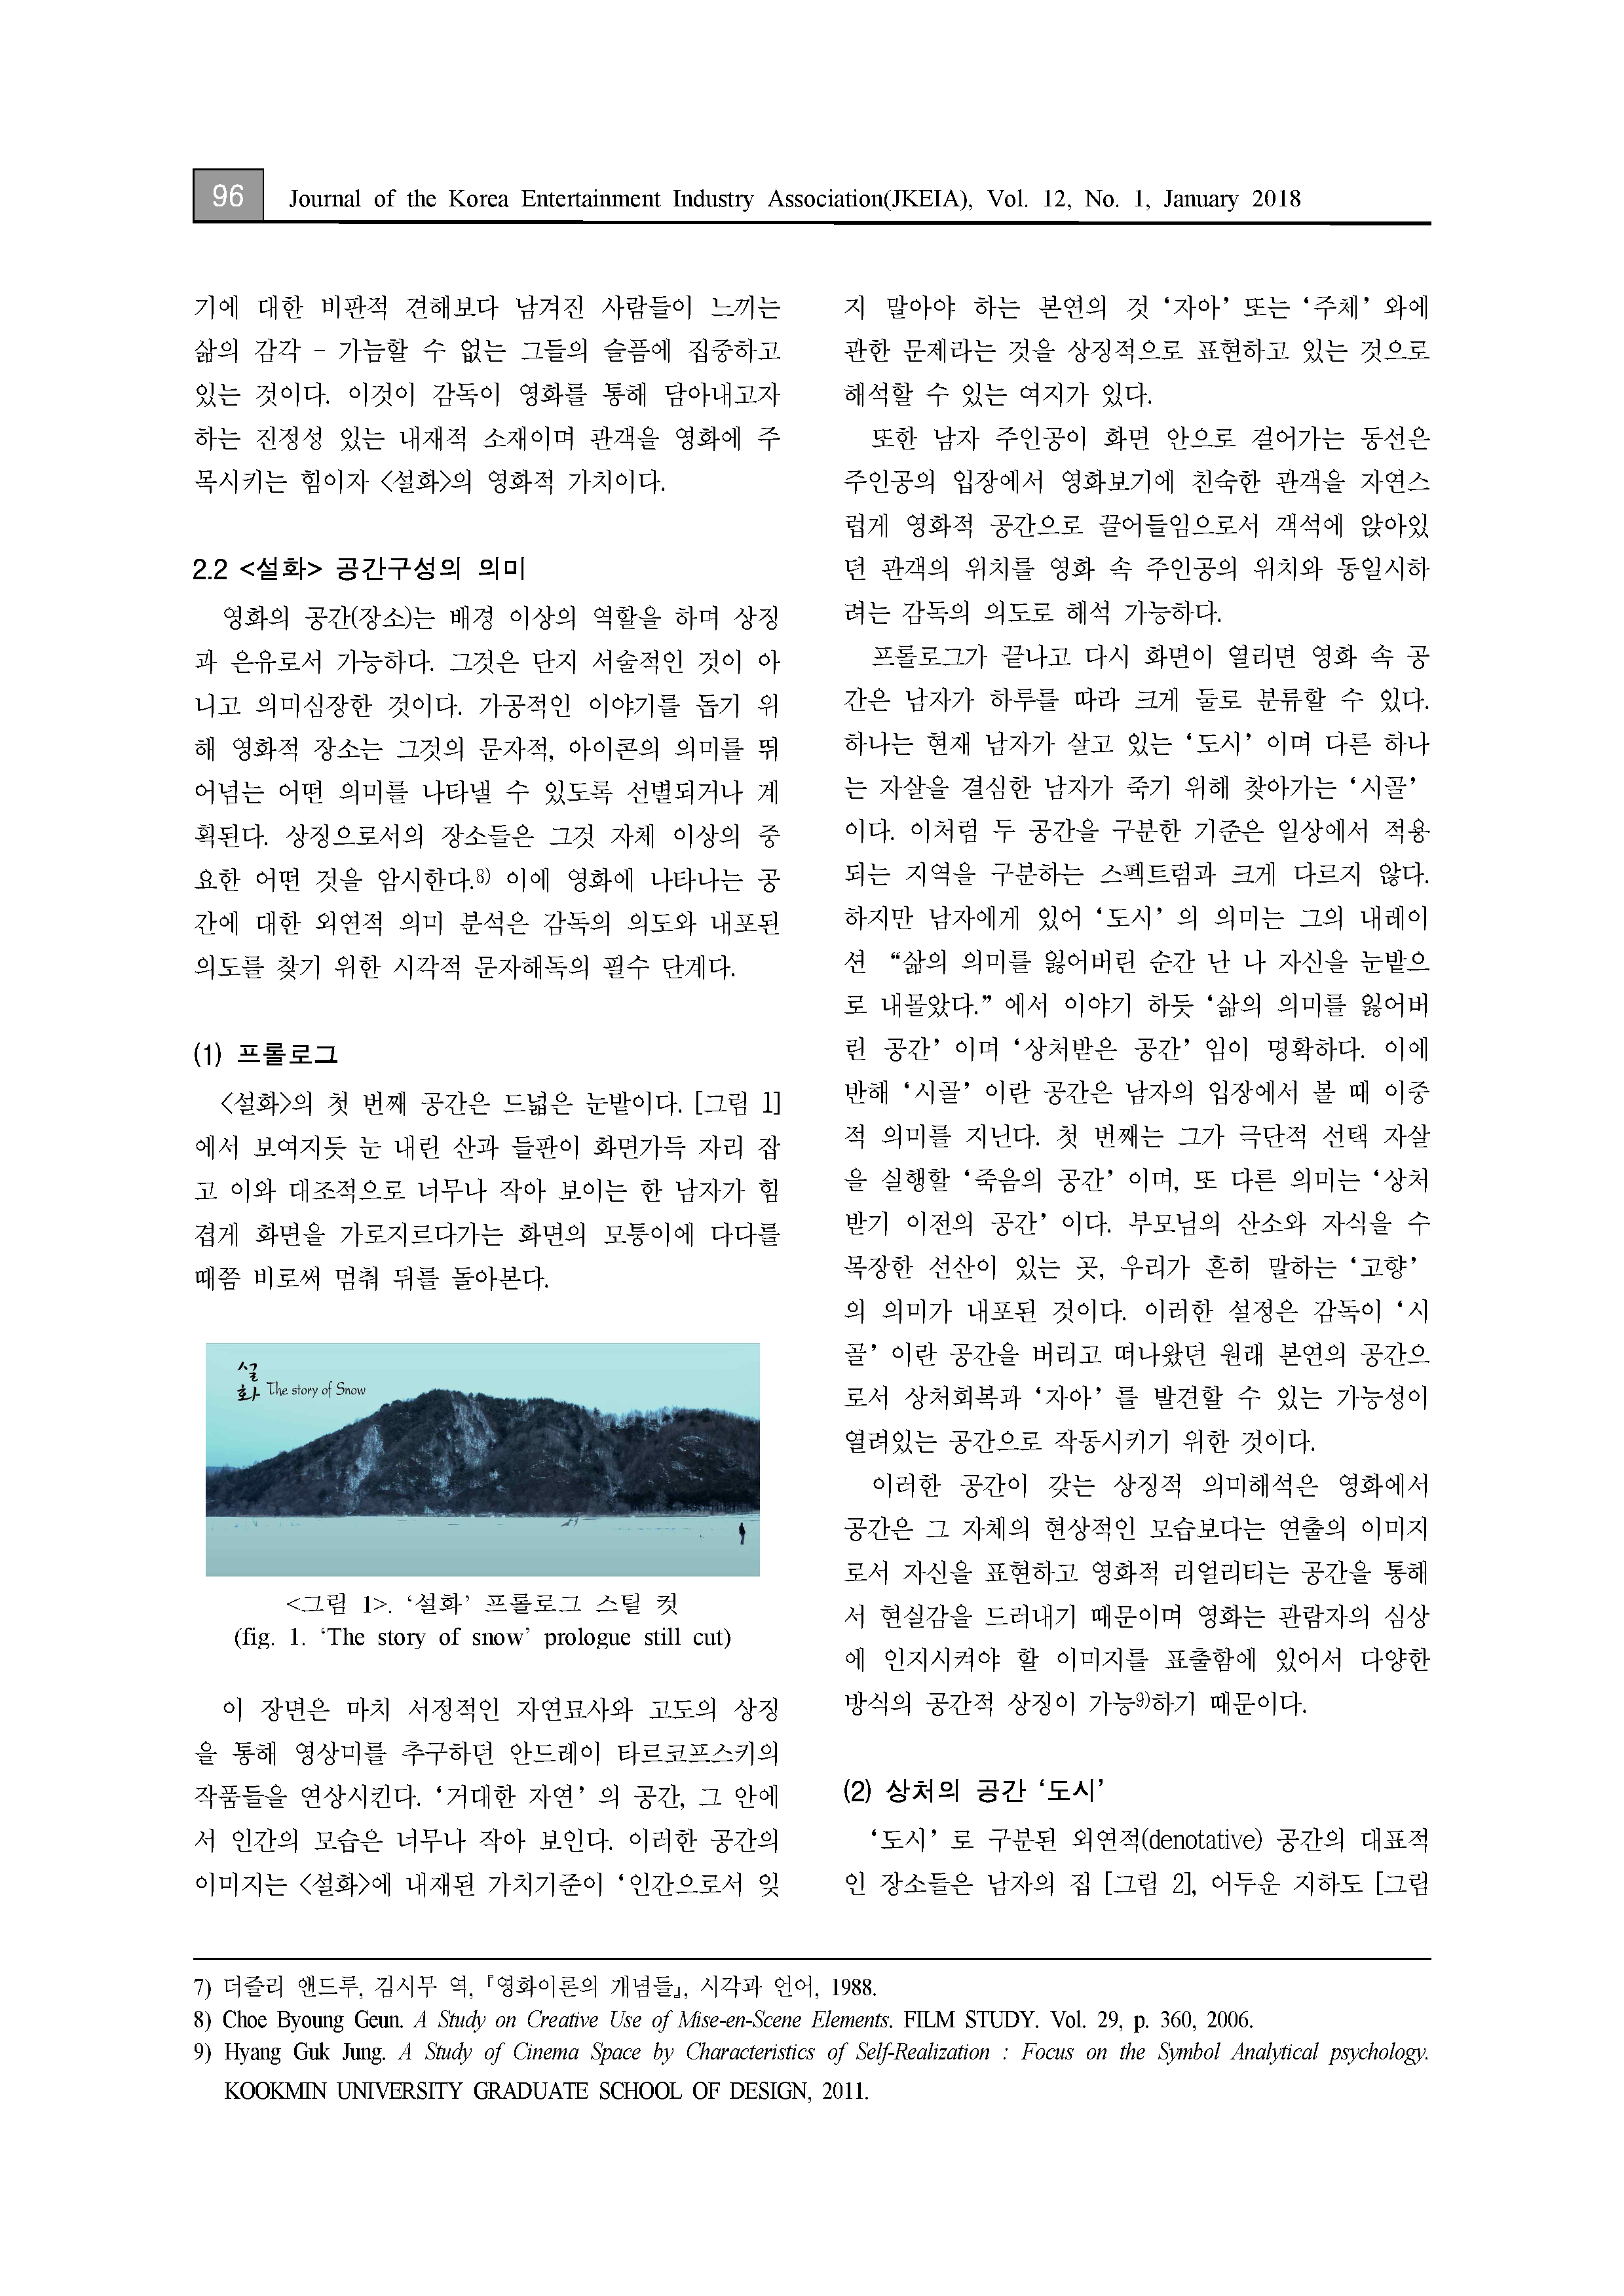 96
Journal of the Korea Entertainment Industry Association(JKEIA), Vol. 12, No. 1, January 2018
기에 대한 비판적 견해보다 남겨진 사람들이 느끼는
삶의 감각 - 가늠할 수 없는 그들의 슬픔에 집중하고
있는 것이다. 이것이 감독이 영화를 통해 담아내고자
하는 진정성 있는 내재적 소재이며 관객을 영화에 주
목시키는 힘이자 <설화>의 영화적 가치이다.
2.2 <설화> 공간구성의 의미
영화의 공간(장소)는 배경 이상의 역할을 하며 상징
과 은유로서 가능하다. 그것은 단지 서술적인 것이 아
니고 의미심장한 것이다. 가공적인 이야기를 돕기 위
해 영화적 장소는 그것의 문자적, 아이콘의 의미를 뛰
어넘는 어떤 의미를 나타낼 수 있도록 선별되거나 계
획된다. 상징으로서의 장소들은 그것 자체 이상의 중
요한 어떤 것을 암시한다.8) 이에 영화에 나타나는 공
간에 대한 외연적 의미 분석은 감독의 의도와 내포된
의도를 찾기 위한 시각적 문자해독의 필수 단계다.
(1) 프롤로그
<설화>의 첫 번째 공간은 드넓은 눈밭이다. [그림 1]
에서 보여지듯 눈 내린 산과 들판이 화면가득 자리 잡
고 이와 대조적으로 너무나 작아 보이는 한 남자가 힘
겹게 화면을 가로지르다가는 화면의 모퉁이에 다다를
때쯤 비로써 멈춰 뒤를 돌아본다.
설화 The story of Snow
<그림 1>. ‘설화’ 프롤로그 스틸 컷
(fig. 1. ‘The story of snow’ prologue still cut)
이 장면은 마치 서정적인 자연묘사와 고도의 상징
을 통해 영상미를 추구하던 안드레이 타르코프스키의
작품들을 연상시킨다. ‘거대한 자연’ 의 공간, 그 안에
서 인간의 모습은 너무나 작아 보인다. 이러한 공간의
이미지는 <설화>에 내재된 가치기준이 ‘인간으로서 잊
지 말아야 하는 본연의 것 ‘자아’ 또는 ‘주체’ 와에
관한 문제라는 것을 상징적으로 표현하고 있는 것으로
해석할 수 있는 여지가 있다.
또한 남자 주인공이 화면 안으로 걸어가는 동선은
주인공의 입장에서 영화보기에 친숙한 관객을 자연스
럽게 영화적 공간으로 끌어들임으로서 객석에 앉아있
던 관객의 위치를 영화 속 주인공의 위치와 동일시하
려는 감독의 의도로 해석 가능하다.
프롤로그가 끝나고 다시 화면이 열리면 영화 속 공
간은 남자가 하루를 따라 크게 둘로 분류할 수 있다.
하나는 현재 남자가 살고 있는 ‘도시’ 이며 다른 하나
는 자살을 결심한 남자가 죽기 위해 찾아가는 ‘시골’
이다. 이처럼 두 공간을 구분한 기준은 일상에서 적용
되는 지역을 구분하는 스펙트럼과 크게 다르지 않다.
하지만 남자에게 있어 ‘도시’ 의 의미는 그의 내레이
션 “삶의 의미를 잃어버린 순간 난 나 자신을 눈밭으
로 내몰았다.” 에서 이야기 하듯 ‘삶의 의미를 잃어버
린 공간’ 이며 ‘상처받은 공간’ 임이 명확하다. 이에
반해 ‘시골’ 이란 공간은 남자의 입장에서 볼 때 이중
적 의미를 지닌다. 첫 번째는 그가 극단적 선택 자살
을 실행할 ‘죽음의 공간’ 이며, 또 다른 의미는 ‘상처
받기 이전의 공간’ 이다. 부모님의 산소와 자식을 수
목장한 선산이 있는 곳, 우리가 흔히 말하는 ‘고향’
의 의미가 내포된 것이다. 이러한 설정은 감독이 ‘시
골’ 이란 공간을 버리고 떠나왔던 원래 본연의 공간으
로서 상처회복과 ‘자아’ 를 발견할 수 있는 가능성이
열려있는 공간으로 작동시키기 위한 것이다.
이러한 공간이 갖는 상징적 의미해석은 영화에서
공간은 그 자체의 현상적인 모습보다는 연출의 이미지
로서 자신을 표현하고 영화적 리얼리티는 공간을 통해
서 현실감을 드러내기 때문이며 영화는 관람자의 심상
에 인지시켜야 할 이미지를 표출함에 있어서 다양한
방식의 공간적 상징이 가능9)하기 때문이다.
(2) 상처의 공간 ‘도시’
‘도시’ 로 구분된 외연적(denotative) 공간의 대표적
인 장소들은 남자의 집 [그림 2], 어두운 지하도 [그림
7) 더즐리 앤드루, 김시무 역, 『영화이론의 개념들』, 시각과 언어, 1988.
8) Choe Byoung Geun. A Study on Creative Use of Mise-en-Scene Elements. FILM STUDY. Vol. 29, p. 360, 2006.
9) Hyang Guk Jung. A Study of Cinema Space by Characteristics of Self-Realization : Focus on the Symbol Analytical psychology.
KOOKMIN UNIVERSITY GRADUATE SCHOOL OF DESIGN, 2011.